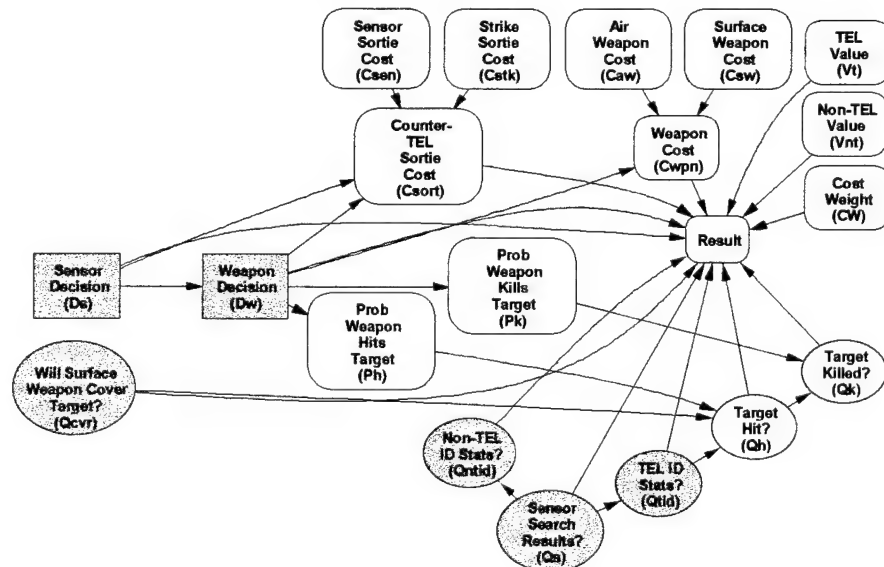 Sensor
Sortie
Cost
(Csen)
Strike
Sortie
Cost
(Cstk)
Air
Weapon
Cost
(Caw)
Surface
Weapon
Cost
(Csw)
TEL
Value
(Vt)
Counter-
TEL
Sortie
Cost
(Csort)
Weapon
Cost
(Cwpn)
Non-TEL
Value
(Vnt)
Cost
Weight
(CW)
Result
Sensor
Decision
(Ds)
Weapon
Decision
(Dw)
Prob
Weapon
Kills
Target
(Pk)
Prob
Weapon
Hits
Target
(Ph)
Will Surface
Weapon Cover
Target?
(Qcvr)
Target
Killed?
(Qk)
Target
Hit?
(Qh)
Non-TEL
ID Stats?
(Qntid)
TEL ID
Stats?
(Qtid)
Sensor
Search
Results?
(Qs)